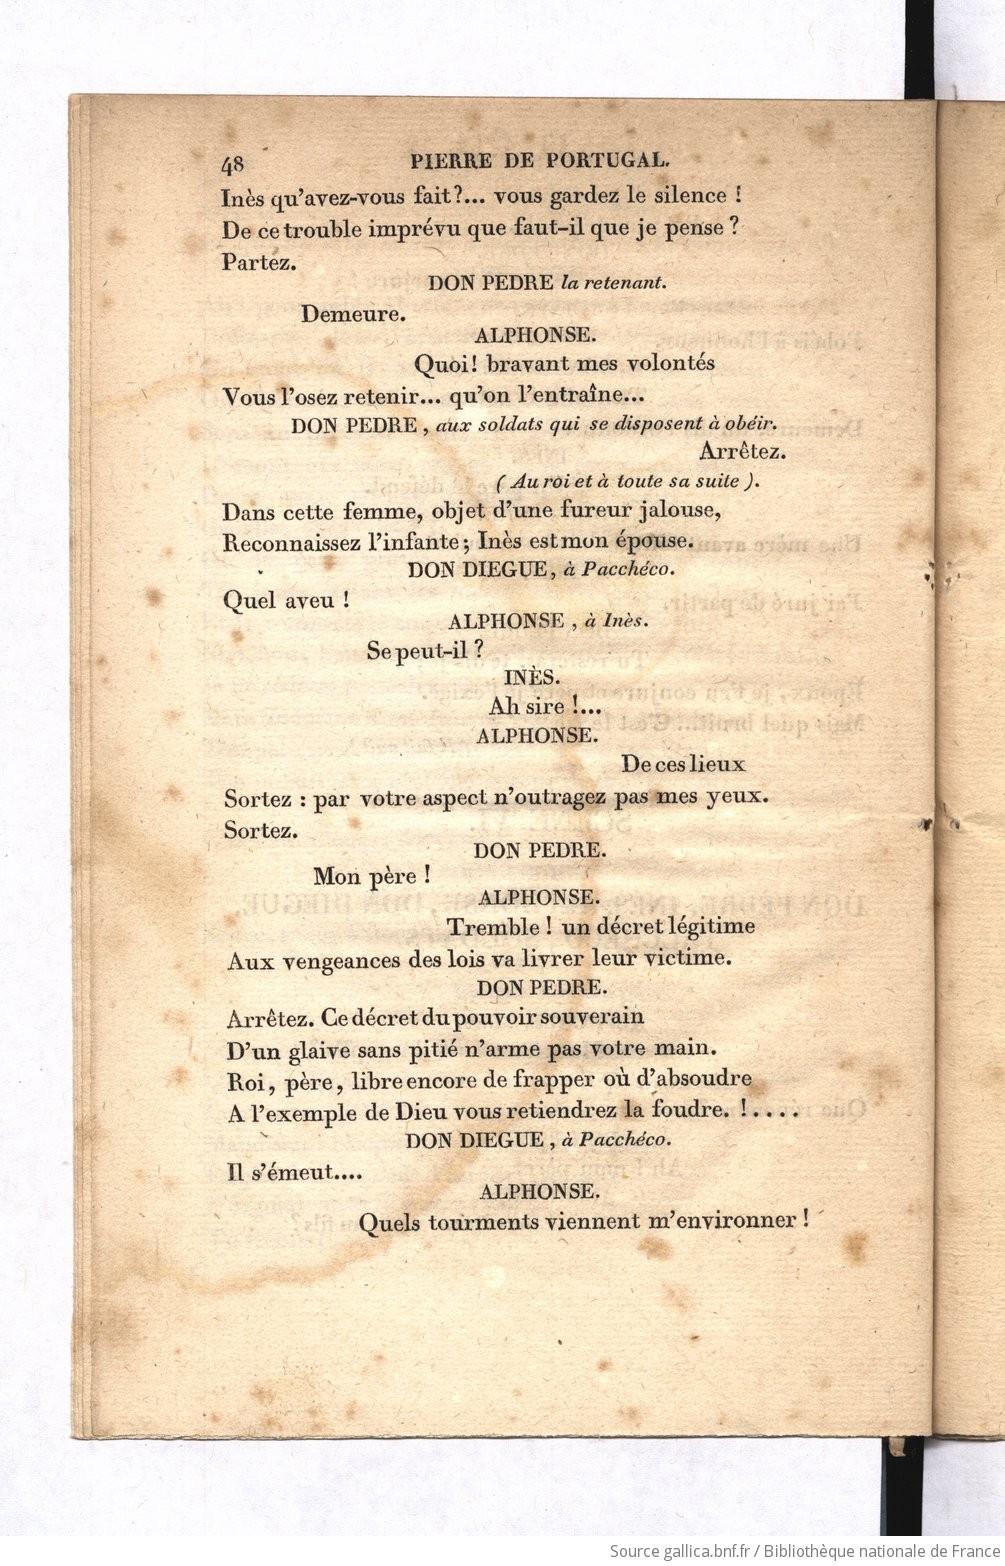 48 PIERRE DE PORTUGAL.
Inès qu'avez-vous fait?... vous gardez le silence !
De ce trouble imprévu que faut-il que je pense ?
Partez.
DON PEDRE la retenant.
Demeure.
ALPHONSE.
Quoi! bravant mes volontés
Vous l'osez retenir... qu'on l'entraîne...
DON PEDRE , aux soldats qui se disposent à obéir.
Arrêtez.
( Au roi et à toute sa suite ).
Dans cette femme, objet d'une fureur jalouse,
Reconnaissez l'infante; Inès est mon épouse.
DON DIEGUE, à Pacchéco.
Quel aveu !
ALPHONSE , à Inès.
Se peut-il ?
INÈS.
Ah sire !...
ALPHONSE.
De ces lieux
Sortez : par votre aspect n'outragez pas mes yeux.
Sortez.
DON PEDRE.
Mon père !
ALPHONSE.
Tremble ! un décret légitime
Aux vengeances des lois va livrer leur victime.
DON PEDRE.
Arrêtez. Ce décret du pouvoir souverain
D'un glaive sans pitié n'arme pas votre main.
Roi, père, libre encore de frapper où d'absoudre
A l'exemple de Dieu vous retiendrez la foudre. !....
DON DIEGUE , à Pacchéco.
Il s'émeut....
ALPHONSE.
Quels tourments viennent m'environner !
Source gallica.bnf.fr / Bibliothèque nationale de France